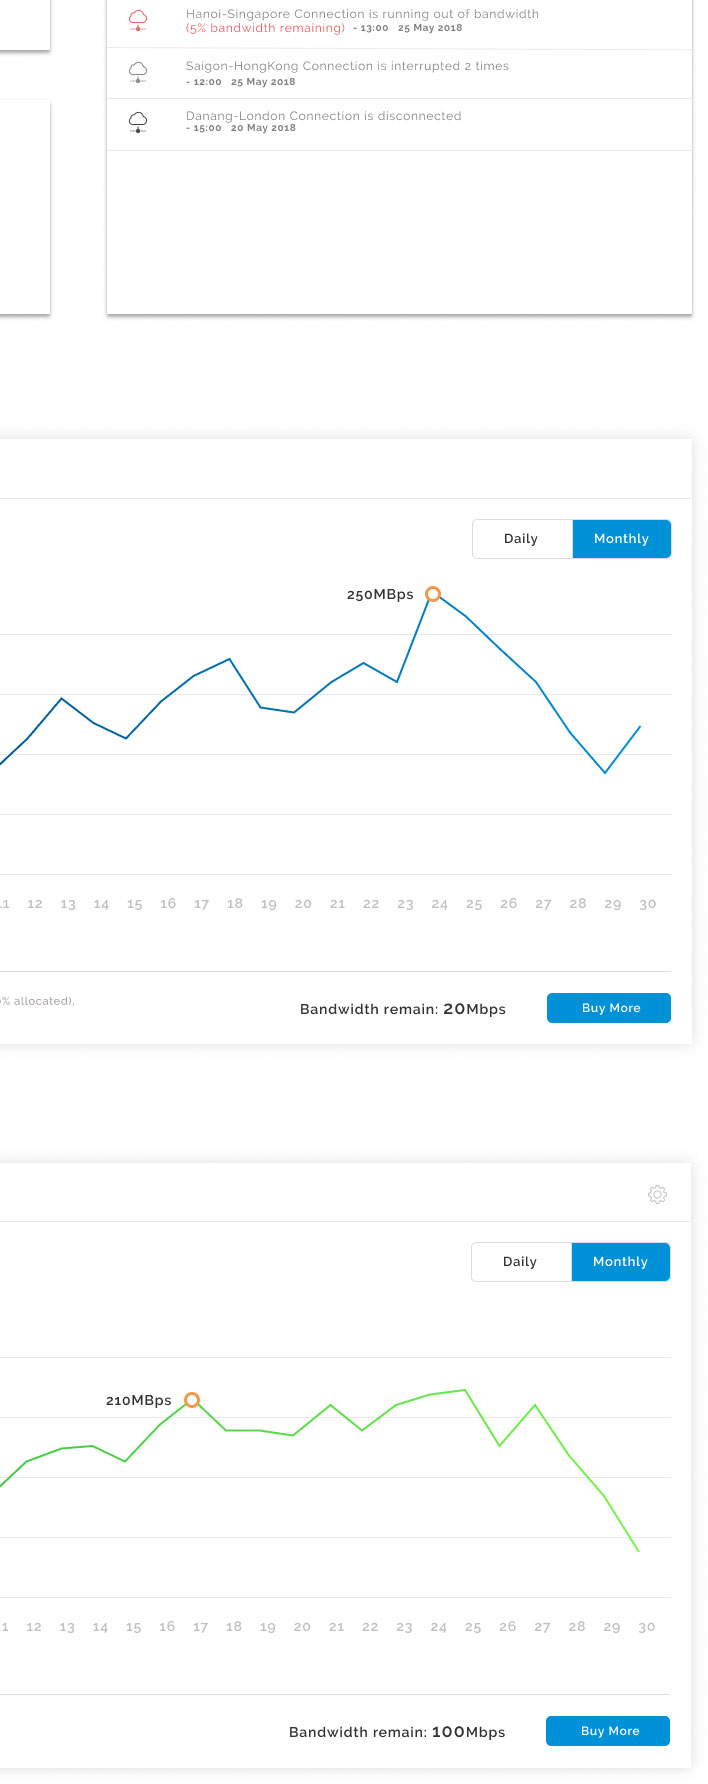 Hanoi-Singapore Connection is running out of bandwidth
(5% bandwidth remaining) - 13:00 25 May 2018
Saigon-HongKong Connection is interrupted 2 times
- 12:00 25 May 2018
Danang-London Connection is disconnected
- 15:00 20 May 2018
Daily Monthly
250MBps
12 13 14 15 16 17 18 19 20 21 22 23 24 25 26 27 28 29 30
% allocated).
Bandwidth remain: 20Mbps Buy More
Daily Monthly
210MBps
12 13 14 15 16 17 18 19 20 21 22 23 24 25 26 27 28 29 30
Bandwidth remain: 100Mbps Buy More